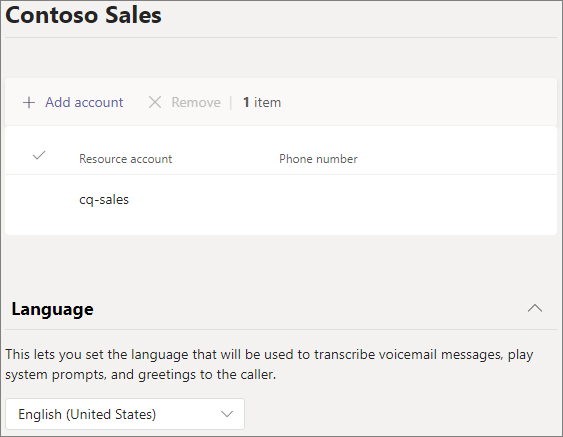 Contoso Sales
+ Add account × Remove | 1 item
Resource account Phone number
cq-sales
Language
This lets you set the language that will be used to transcribe voicemail messages, play
system prompts, and greetings to the caller.
English (United States)